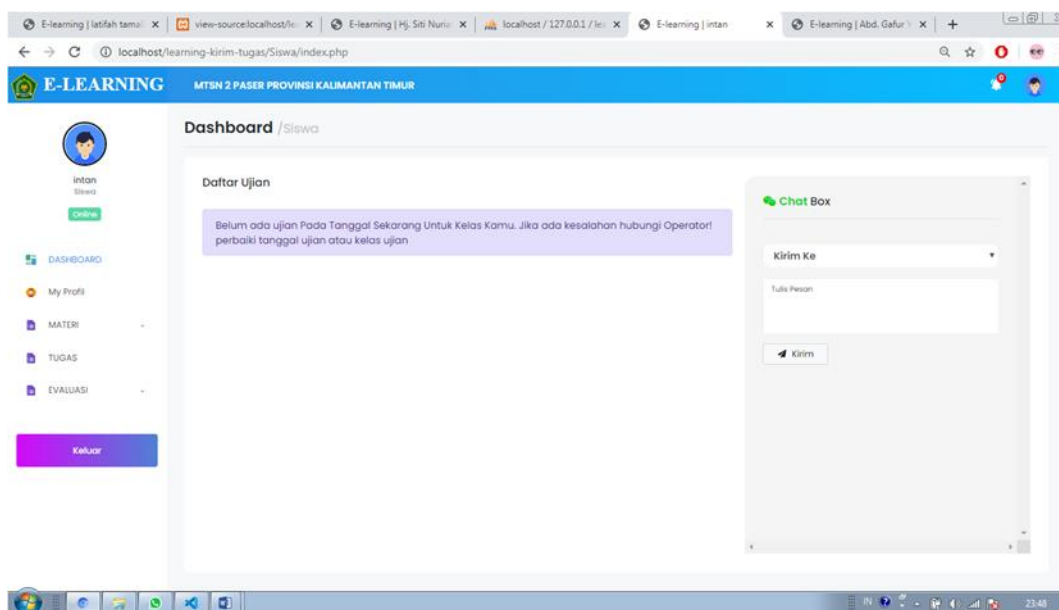 E-learning | latifah tamal
view-source:localhost/le
E-learning | Hj. Siti Nuria
localhost / 127.0.0.1 / le
E-learning | intan
E-learning | Abd. Gafur
localhost/learning-kirim-tugas/Siswa/index.php
E-LEARNING
MTSN 2 PASER PROVINSI KALIMANTAN TIMUR
0
Dashboard /Siswa
intan
Siswa
Online
DASHBOARD
My Profil
MATERI
TUGAS
EVALUASI
Keluar
Daftar Ujian
Belum ada ujian Pada Tanggal Sekarang Untuk Kelas Kamu. Jika ada kesalahan hubungi Operator!
perbaiki tanggal ujian atau kelas ujian
Chat Box
Kirim Ke
Tulis Pesan
Kirim
IN
23:48